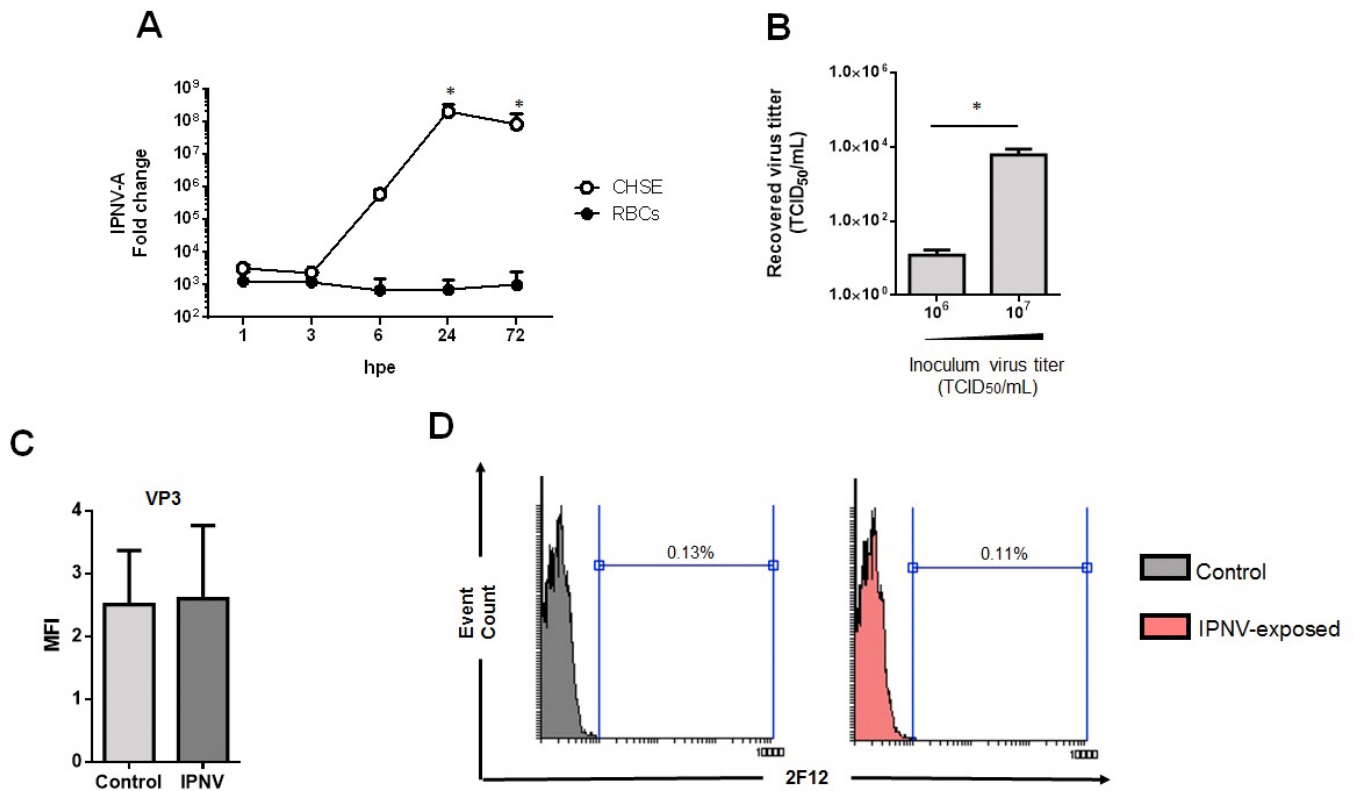 A
IPNV-A
Fold change
10⁹
10⁸
10⁷
10⁶
10⁵
10⁴
10³
10²
1 3 6 24 72
hpe
* *
CHSE
RBCs
B
Recovered virus titter
(TCID₅₀/mL)
1.0×10⁶
1.0×10⁴
1.0×10²
1.0×10⁰
*
10⁶ 10⁷
Inoculum virus titer
(TCID₅₀/mL)
C
VP3
MFI
4
3
2
1
0
Control IPNV
D
Event
Count
0.13%
0.11%
2F12
Control
IPNV-exposed